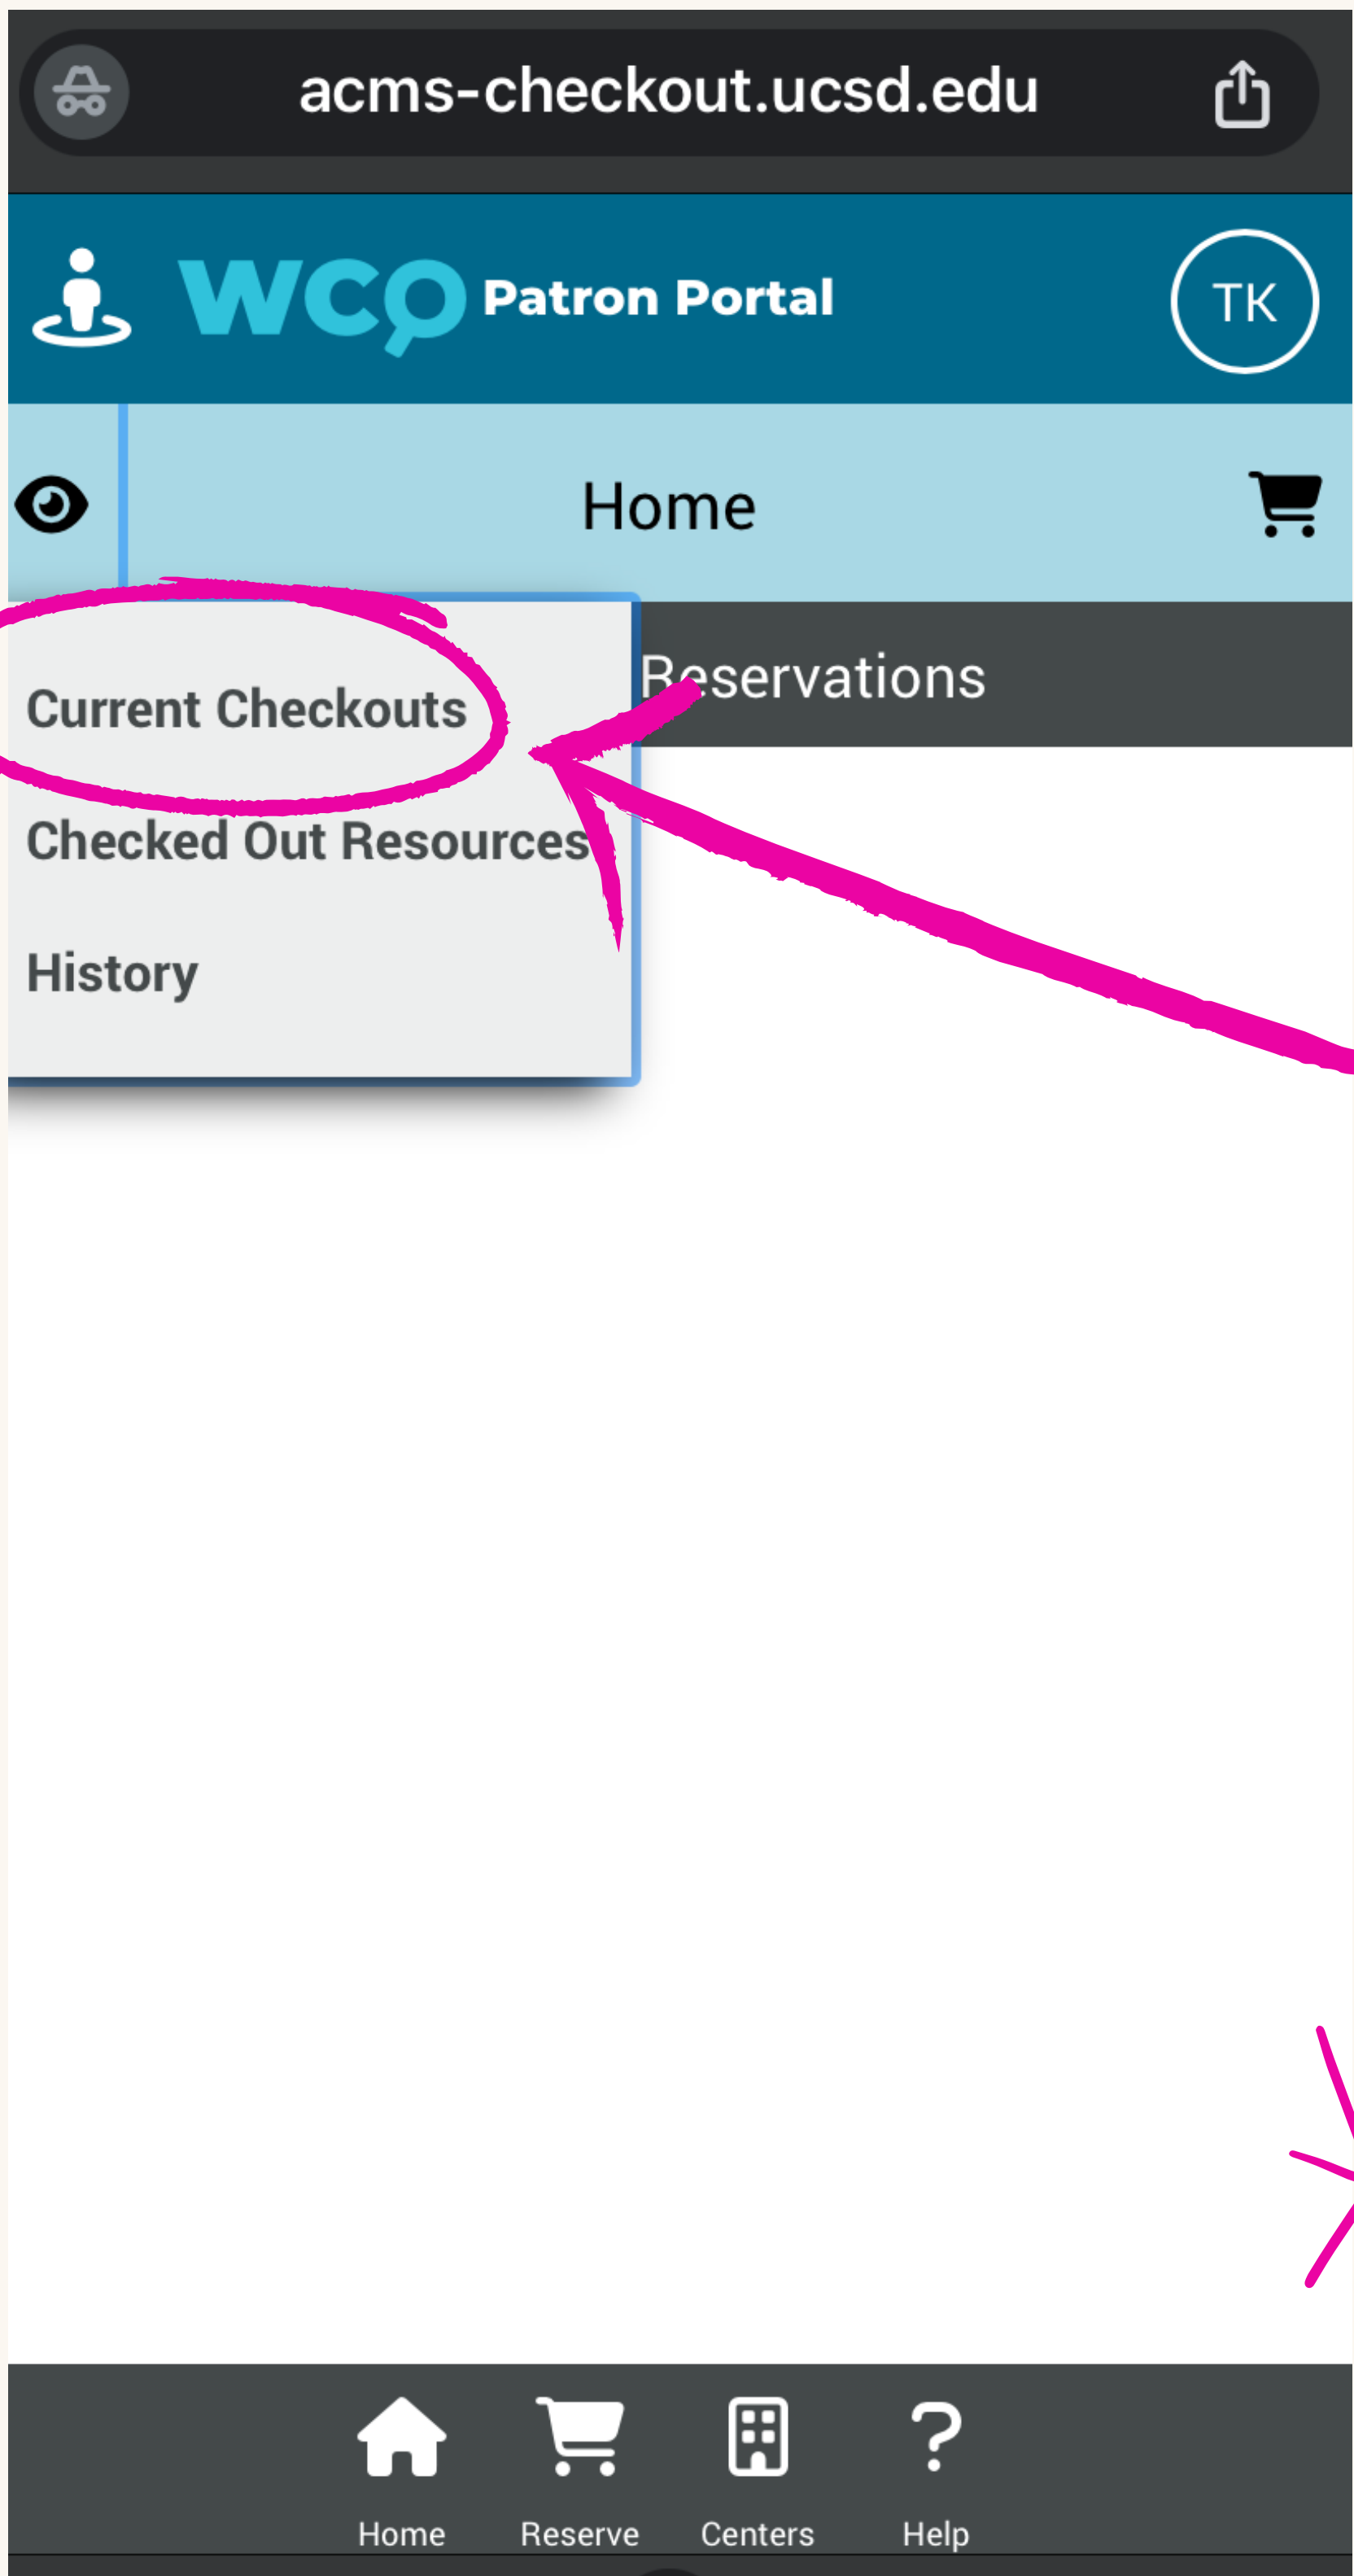 acms-checkout.ucsd.edu
WCO Patron Portal
TK
Home
Reservations
Current Checkouts
Checked Out Resources
History
Home Reserve Centers Help